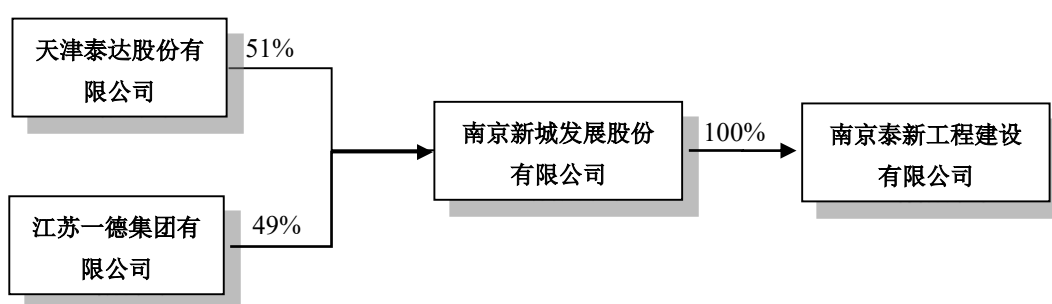 天津泰达股份有
限公司
51%
江苏一德集团有
限公司
49%
南京新城发展股份
有限公司
100%
南京泰新工程建设
有限公司